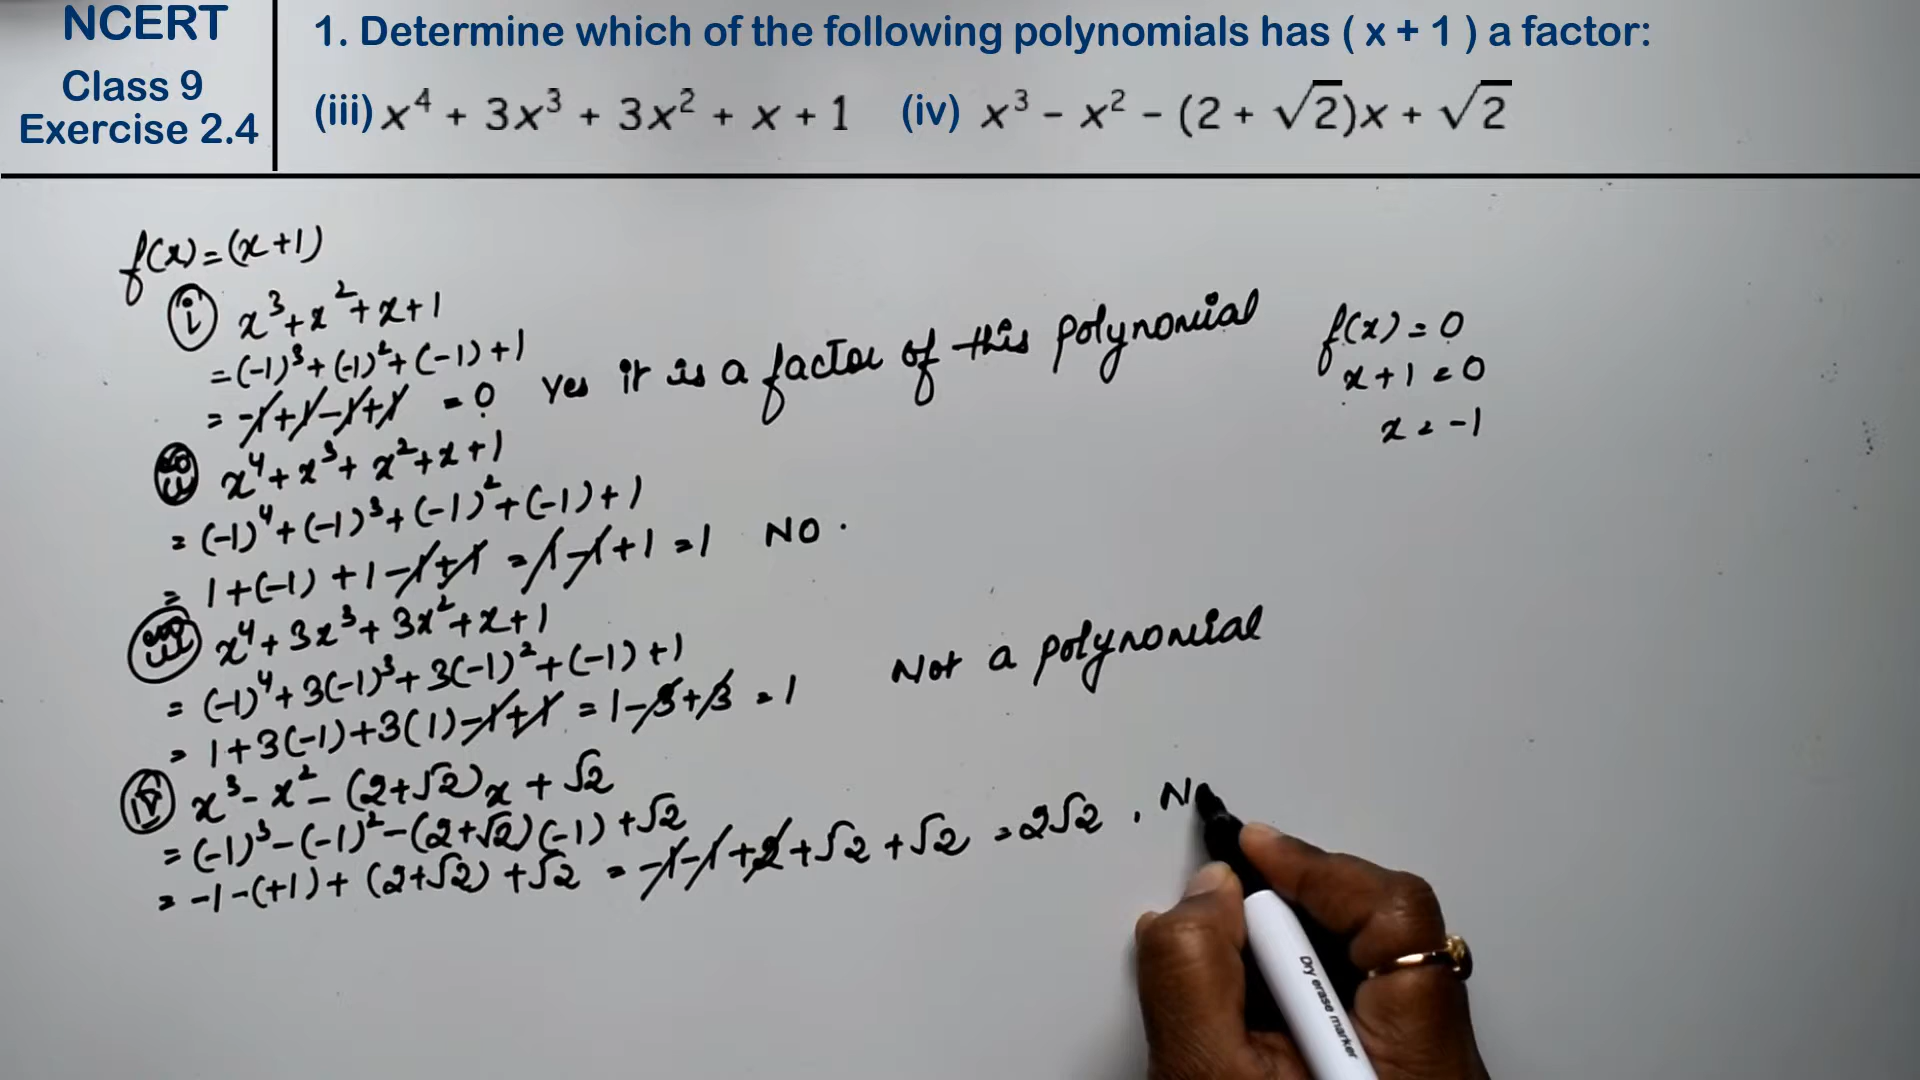 NCERT
Class 9
Exercise 2.4
1. Determine which of the following polynomials has ( x + 1 ) a factor:
(iii) x⁴ + 3x³ + 3x² + x + 1 (iv) x³ – x² – (2 + √2)x + √2
f(x)=(x+1)
(i) x³+x²+x+1
=(-1)³+(-1)²+(-1)+1
= -1+1-1+1 = 0 Yes it is a factor of this polynomial
f(x) = 0
x+1 = 0
x = -1
(ii) x⁴+x³+x²+x+1
= (-1)⁴+(-1)³+(-1)²+(-1)+1
= 1+(-1)+1-1+1 = 1-1+1 = 1 NO.
(iii) x⁴+3x³+3x²+x+1
= (-1)⁴+3(-1)³+3(-1)²+(-1)+1
= 1+3(-1)+3(1)-1+1 = 1-3+3 = 1 Not a polynomial
(iv) x³-x²-(2+√2)x+√2
= (-1)³-(-1)²-(2+√2)(-1)+√2
= -1-(+1)+(2+√2)+√2 = -1-1+2+√2+√2 = 2√2 . N
Dry erase marker